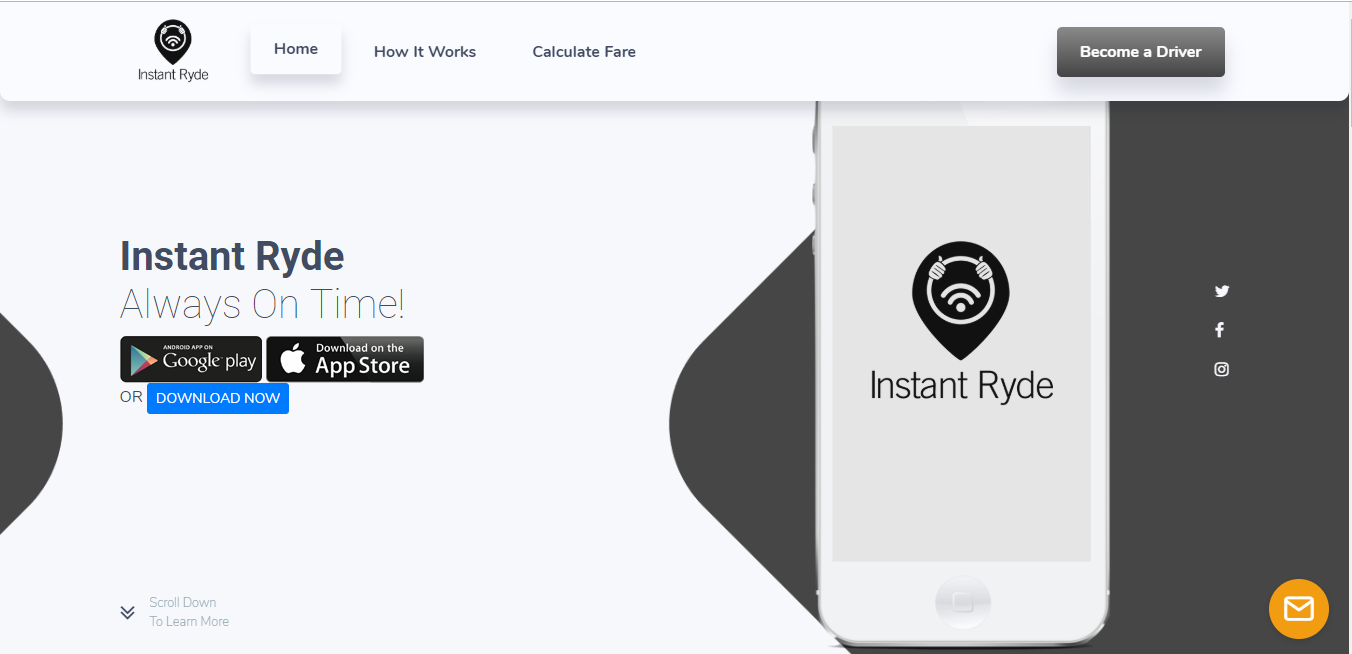 Instant Ryde
Home
How It Works
Calculate Fare
Become a Driver
Instant Ryde
Always On Time!
ANDROID APP ON
Google play
Download on the
App Store
OR DOWNLOAD NOW
Instant Ryde
Scroll Down
To Learn More